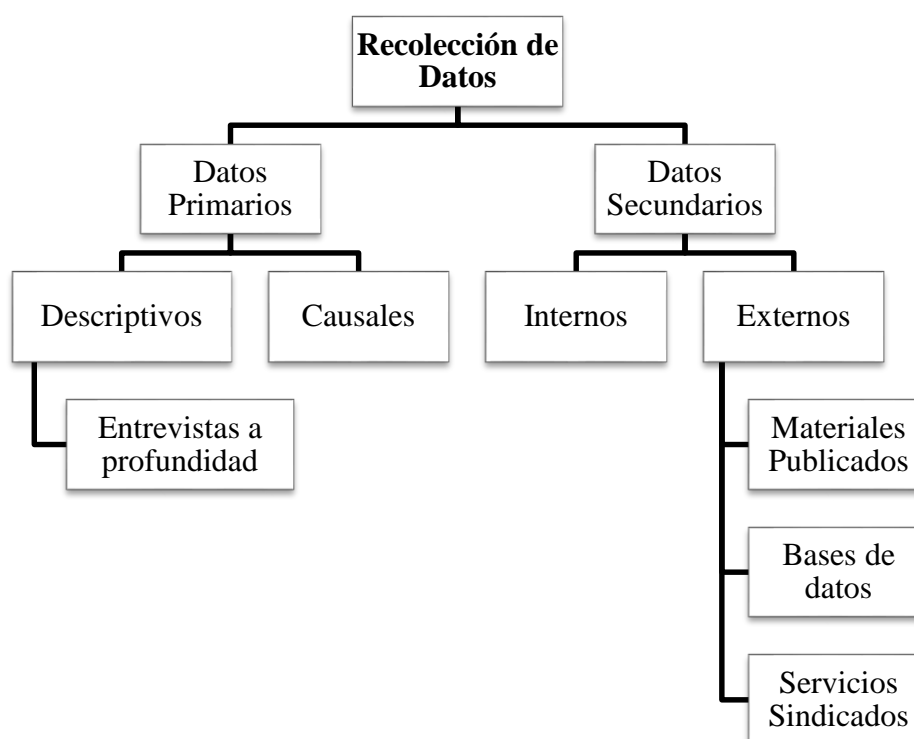 Recolección de
Datos
Datos
Primarios
Datos
Secundarios
Descriptivos
Causales
Internos
Externos
Entrevistas a
profundidad
Materiales
Publicados
Bases de
datos
Servicios
Sindicados